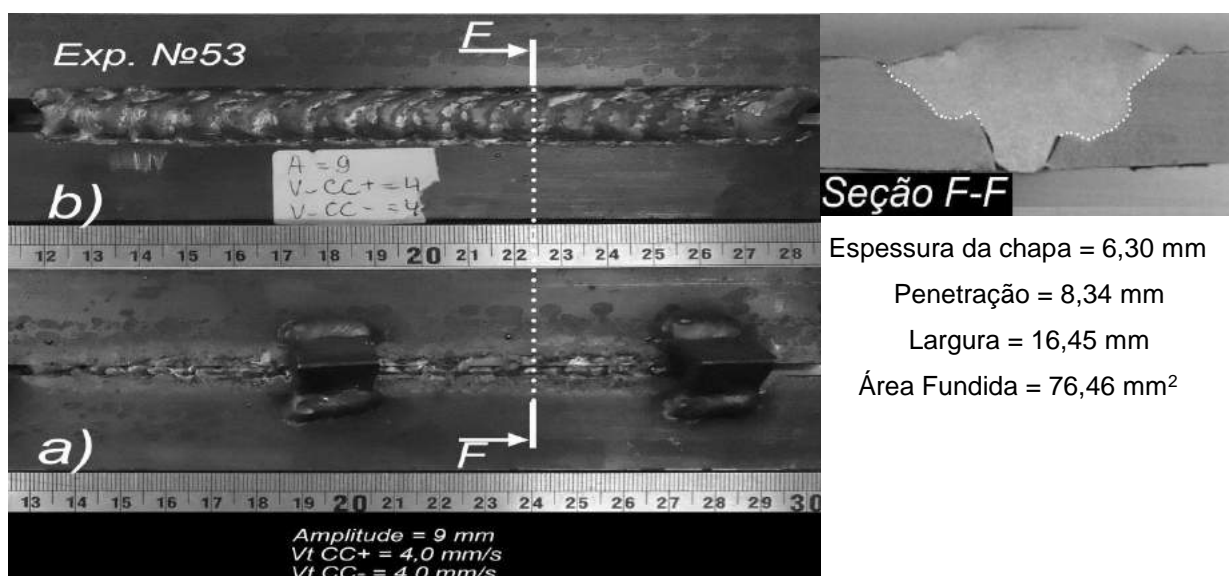 Exp. №53
F
A = 9
V_CC+ = 4
V_CC- = 4
b)
12 13 14 15 16 17 18 19 20 21 22 23 24 25 26 27 28
a)
F
13 14 15 16 17 18 19 20 21 22 23 24 25 26 27 28 29 30
Amplitude = 9 mm
Vt CC+ = 4,0 mm/s
Vt CC- = 4,0 mm/s
Seção F-F
Espessura da chapa = 6,30 mm
Penetração = 8,34 mm
Largura = 16,45 mm
Área Fundida = 76,46 mm²